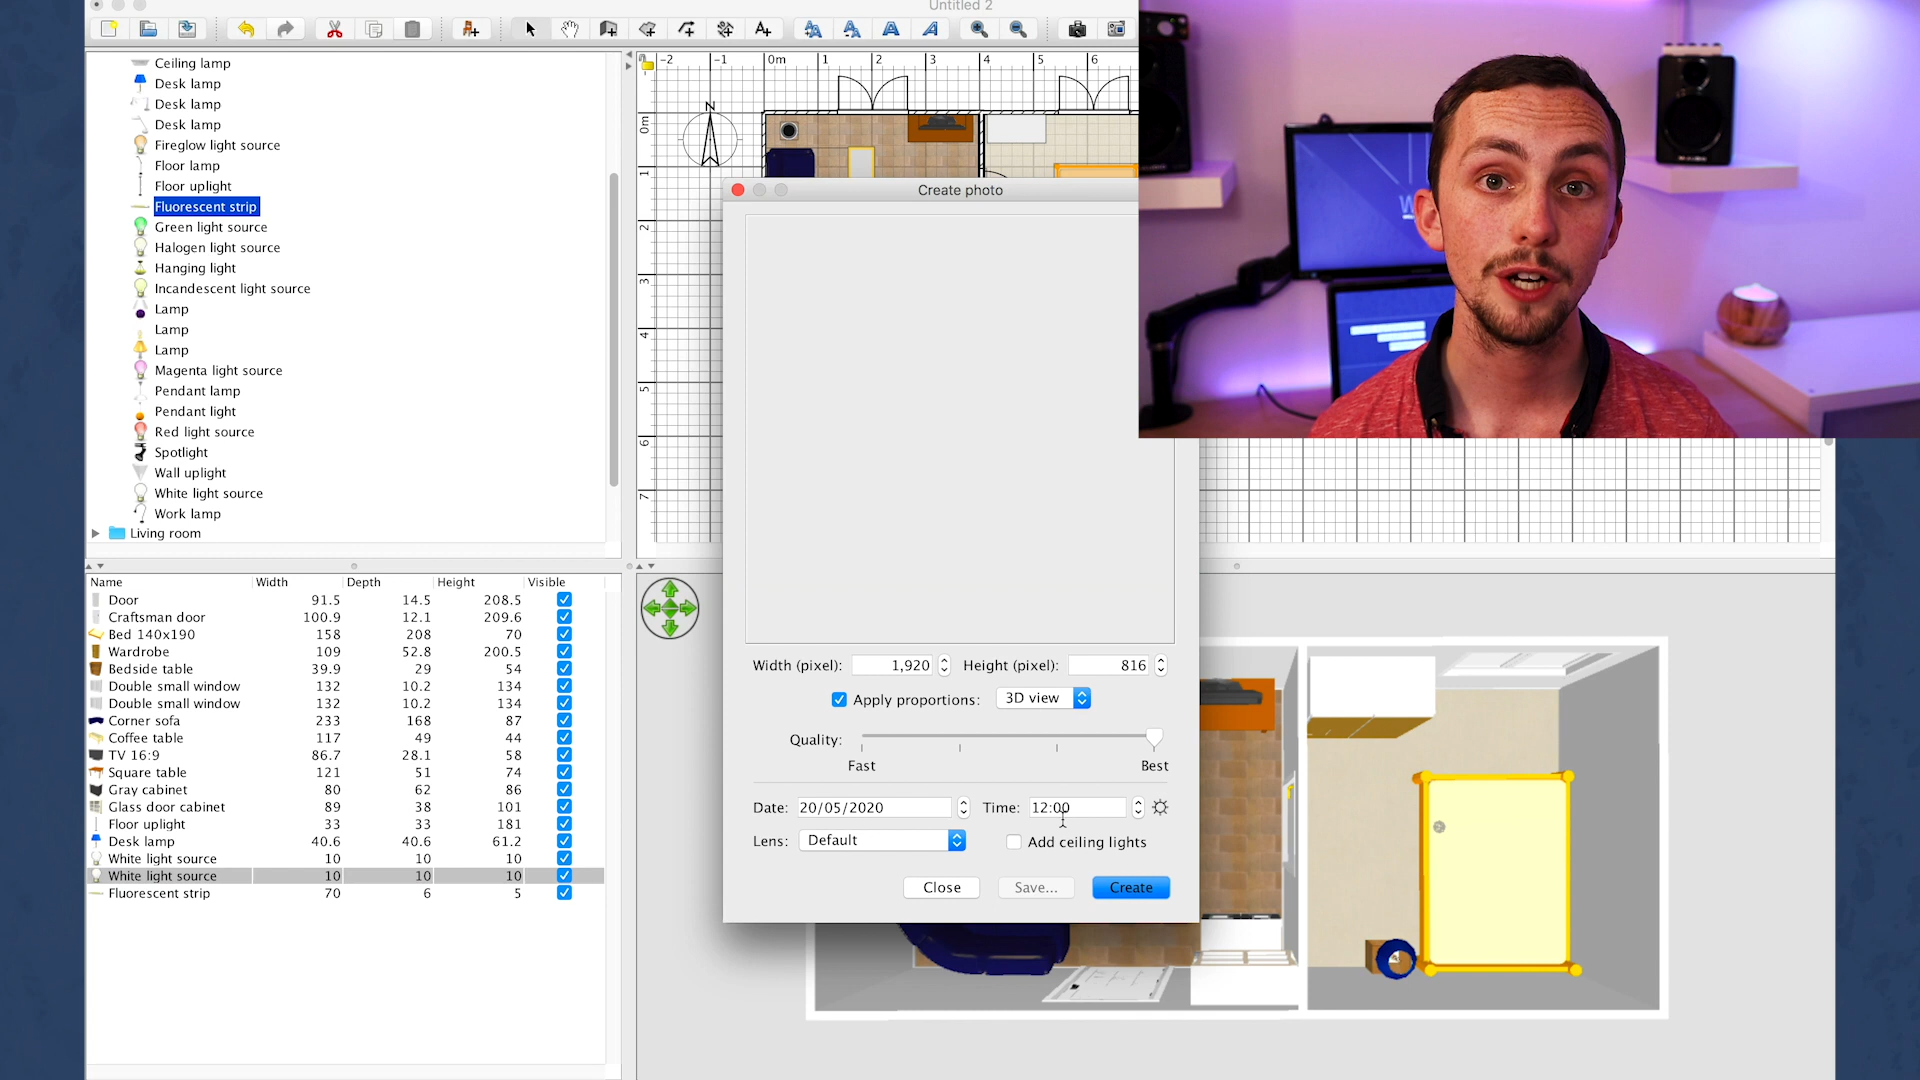 Untitled 2
Ceiling lamp
Desk lamp
Desk lamp
Desk lamp
Fireglow light source
Floor lamp
Floor uplight
Fluorescent strip
Green light source
Halogen light source
Hanging light
Incandescent light source
Lamp
Lamp
Lamp
Magenta light source
Pendant lamp
Pendant light
Red light source
Spotlight
Wall uplight
White light source
Work lamp
Living room
-2 -1 0m 1 2 3 4 5 6
N
0m
1
2
3
4
5
6
7
Name Width Depth Height Visible
Door 91.5 14.5 208.5
Craftsman door 100.9 12.1 209.6
Bed 140x190 158 208 70
Wardrobe 109 52.8 200.5
Bedside table 39.9 29 54
Double small window 132 10.2 134
Double small window 132 10.2 134
Corner sofa 233 168 87
Coffee table 117 49 44
TV 16:9 86.7 28.1 58
Square table 121 51 74
Gray cabinet 80 62 86
Glass door cabinet 89 38 101
Floor uplight 33 33 181
Desk lamp 40.6 40.6 61.2
White light source 10 10 10
White light source 10 10 10
Fluorescent strip 70 6 5
Create photo
Width (pixel): 1,920 Height (pixel): 816
Apply proportions: 3D view
Quality:
Fast Best
Date: 20/05/2020 Time: 12:00
Lens: Default Add ceiling lights
Close Save... Create